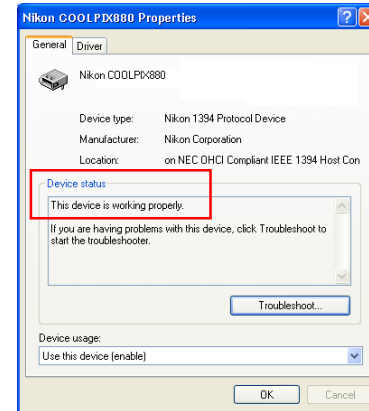 Nikon COOLPIX880 Properties
General Driver
Nikon COOLPIX880
Device type: Nikon 1394 Protocol Device
Manufacturer: Nikon Corporation
Location: on NEC OHCI Compliant IEEE 1394 Host Con
Device status
This device is working properly.
If you are having problems with this device, click Troubleshoot to
start the troubleshooter.
Troubleshoot...
Device usage:
Use this device (enable)
OK Cancel